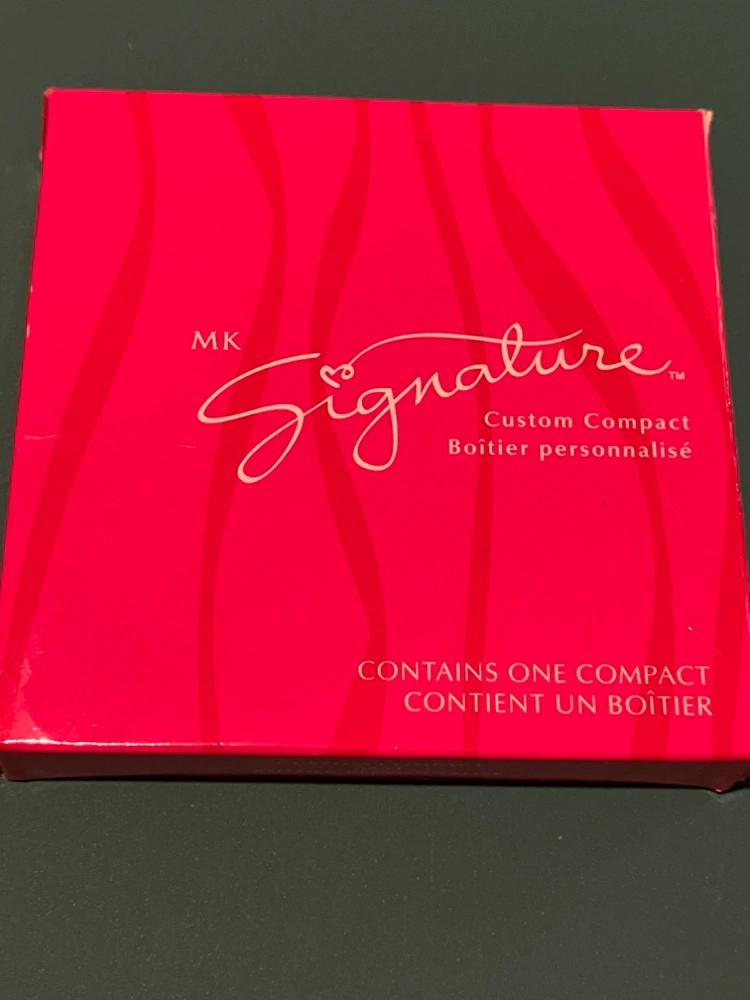 MK
Signature™
Custom Compact
Boîtier personnalisé
CONTAINS ONE COMPACT
CONTIENT UN BOÎTIER